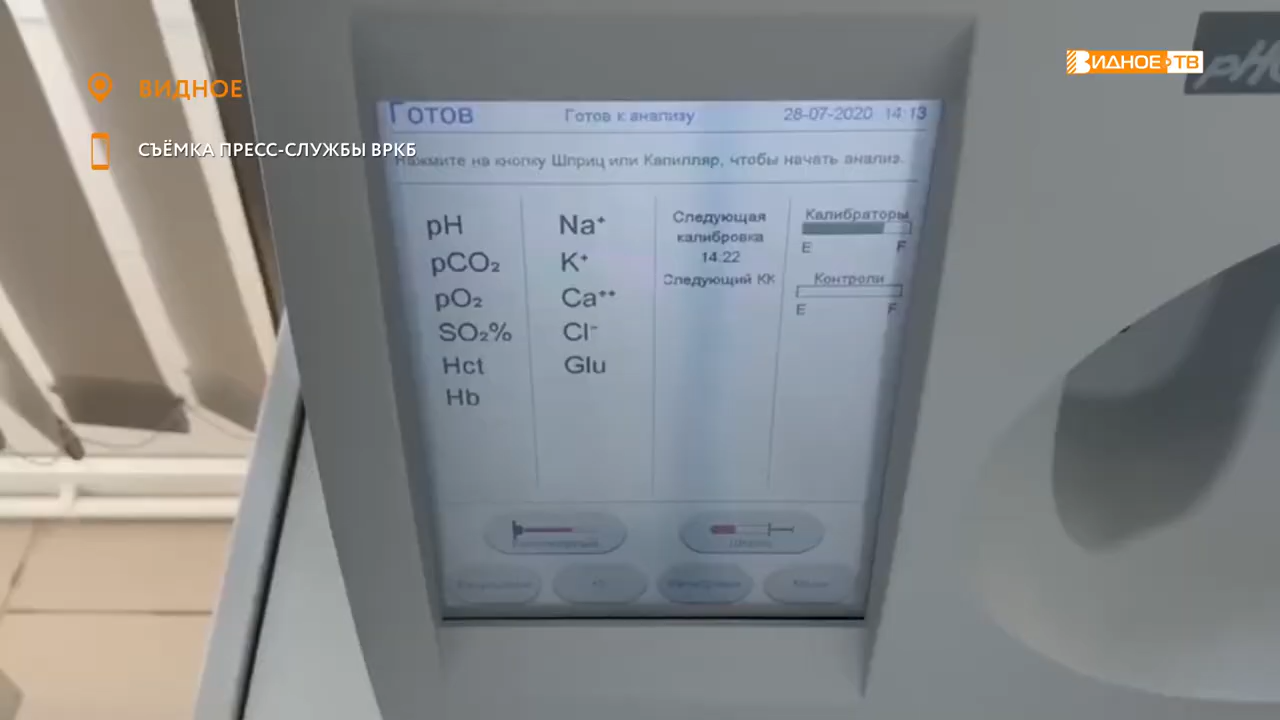 ВИДНОЕ
СЪЁМКА ПРЕСС-СЛУЖБЫ ВРКБ
ВИДНОЕ ТВ
Готов Готов к анализу 28-07-2020 14:13
Нажмите на кнопку Шприц или Капилляр, чтобы начать анализ.
pH
pCO₂
pO₂
SO₂%
Hct
Hb
Na⁺
K⁺
Ca⁺⁺
Cl⁻
Glu
Следующая
калибровка
14:22
Следующий КК
Калибраторы
E F
Контроли
E F